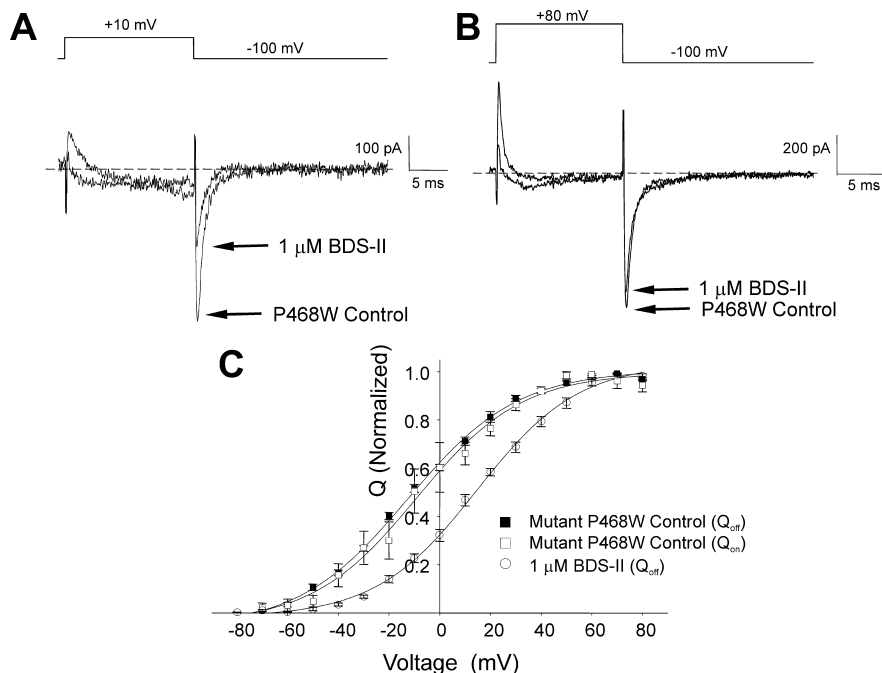 A
+10 mV
-100 mV
100 pA
5 ms
1 μM BDS-II
P468W Control
B
+80 mV
-100 mV
200 pA
5 ms
1 μM BDS-II
P468W Control
C
Q (Normalized)
1.0
0.8
0.6
0.4
0.2
Mutant P468W Control (Qoff)
Mutant P468W Control (Qon)
1 μM BDS-II (Qoff)
-80 -60 -40 -20 0 20 40 60 80
Voltage (mV)